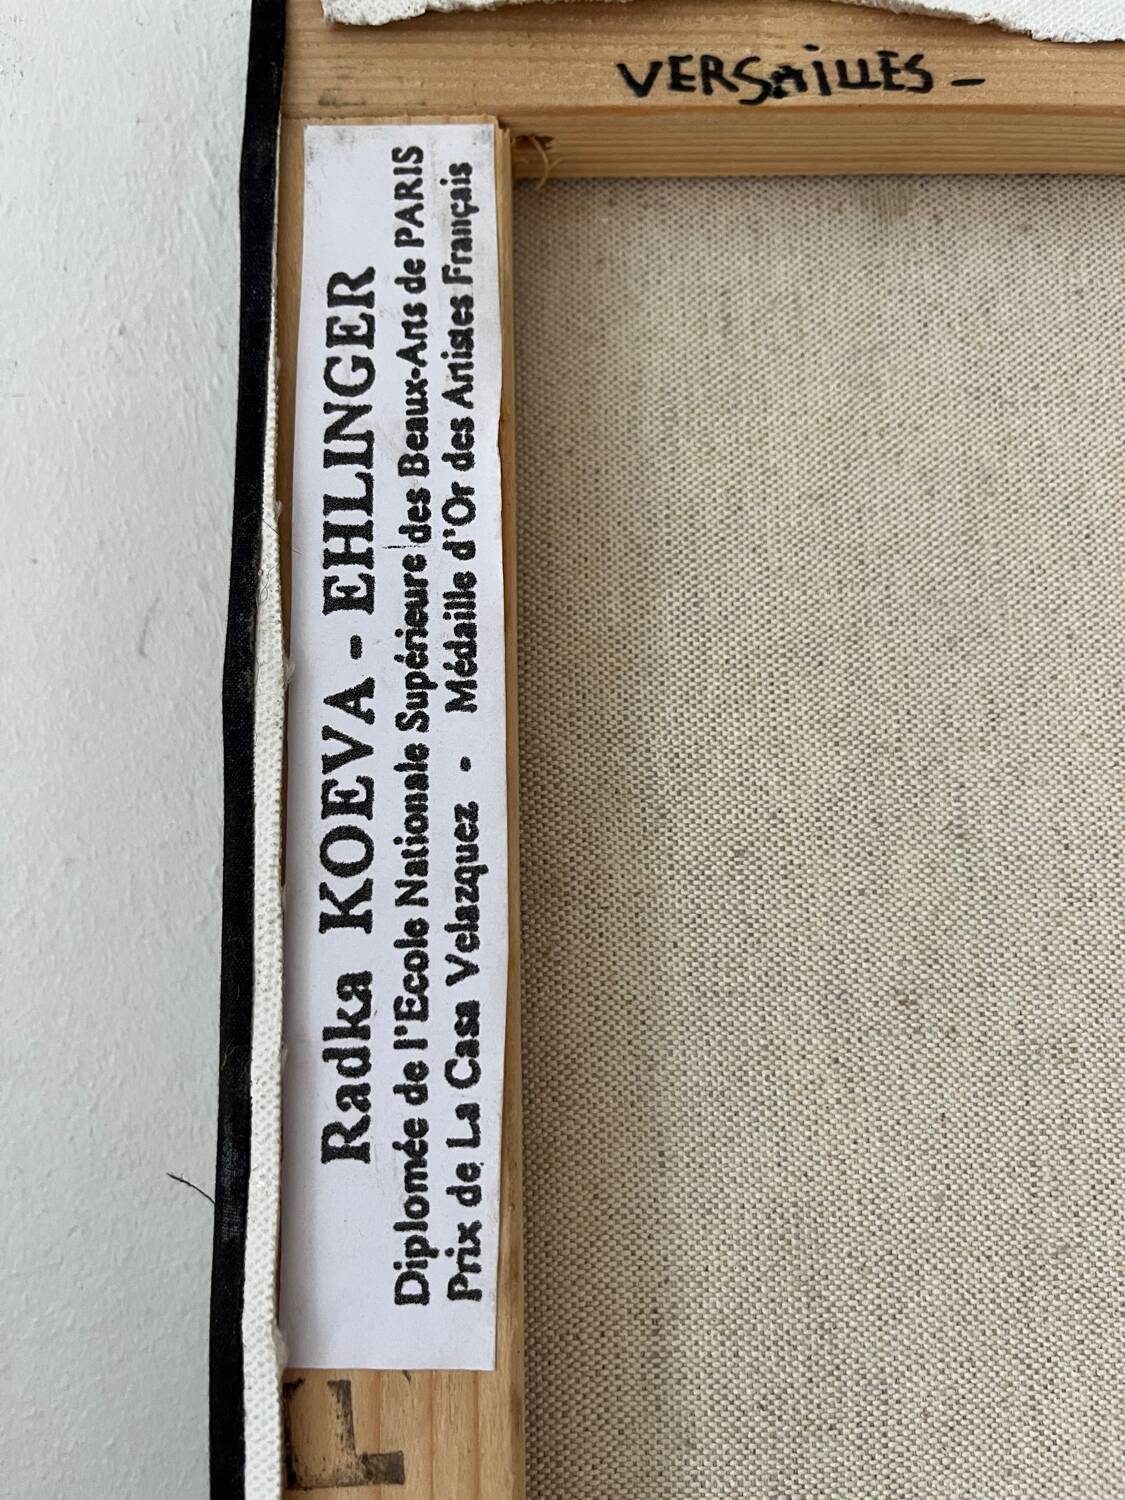 VERSAiLLES –
Radka KOEVA - EHLINGER
Diplomée de l'Ecole Nationale Supérieure des Beaux-Arts de PARIS
Prix de La Casa Velazquez - Médaille d'Or des Artistes Français